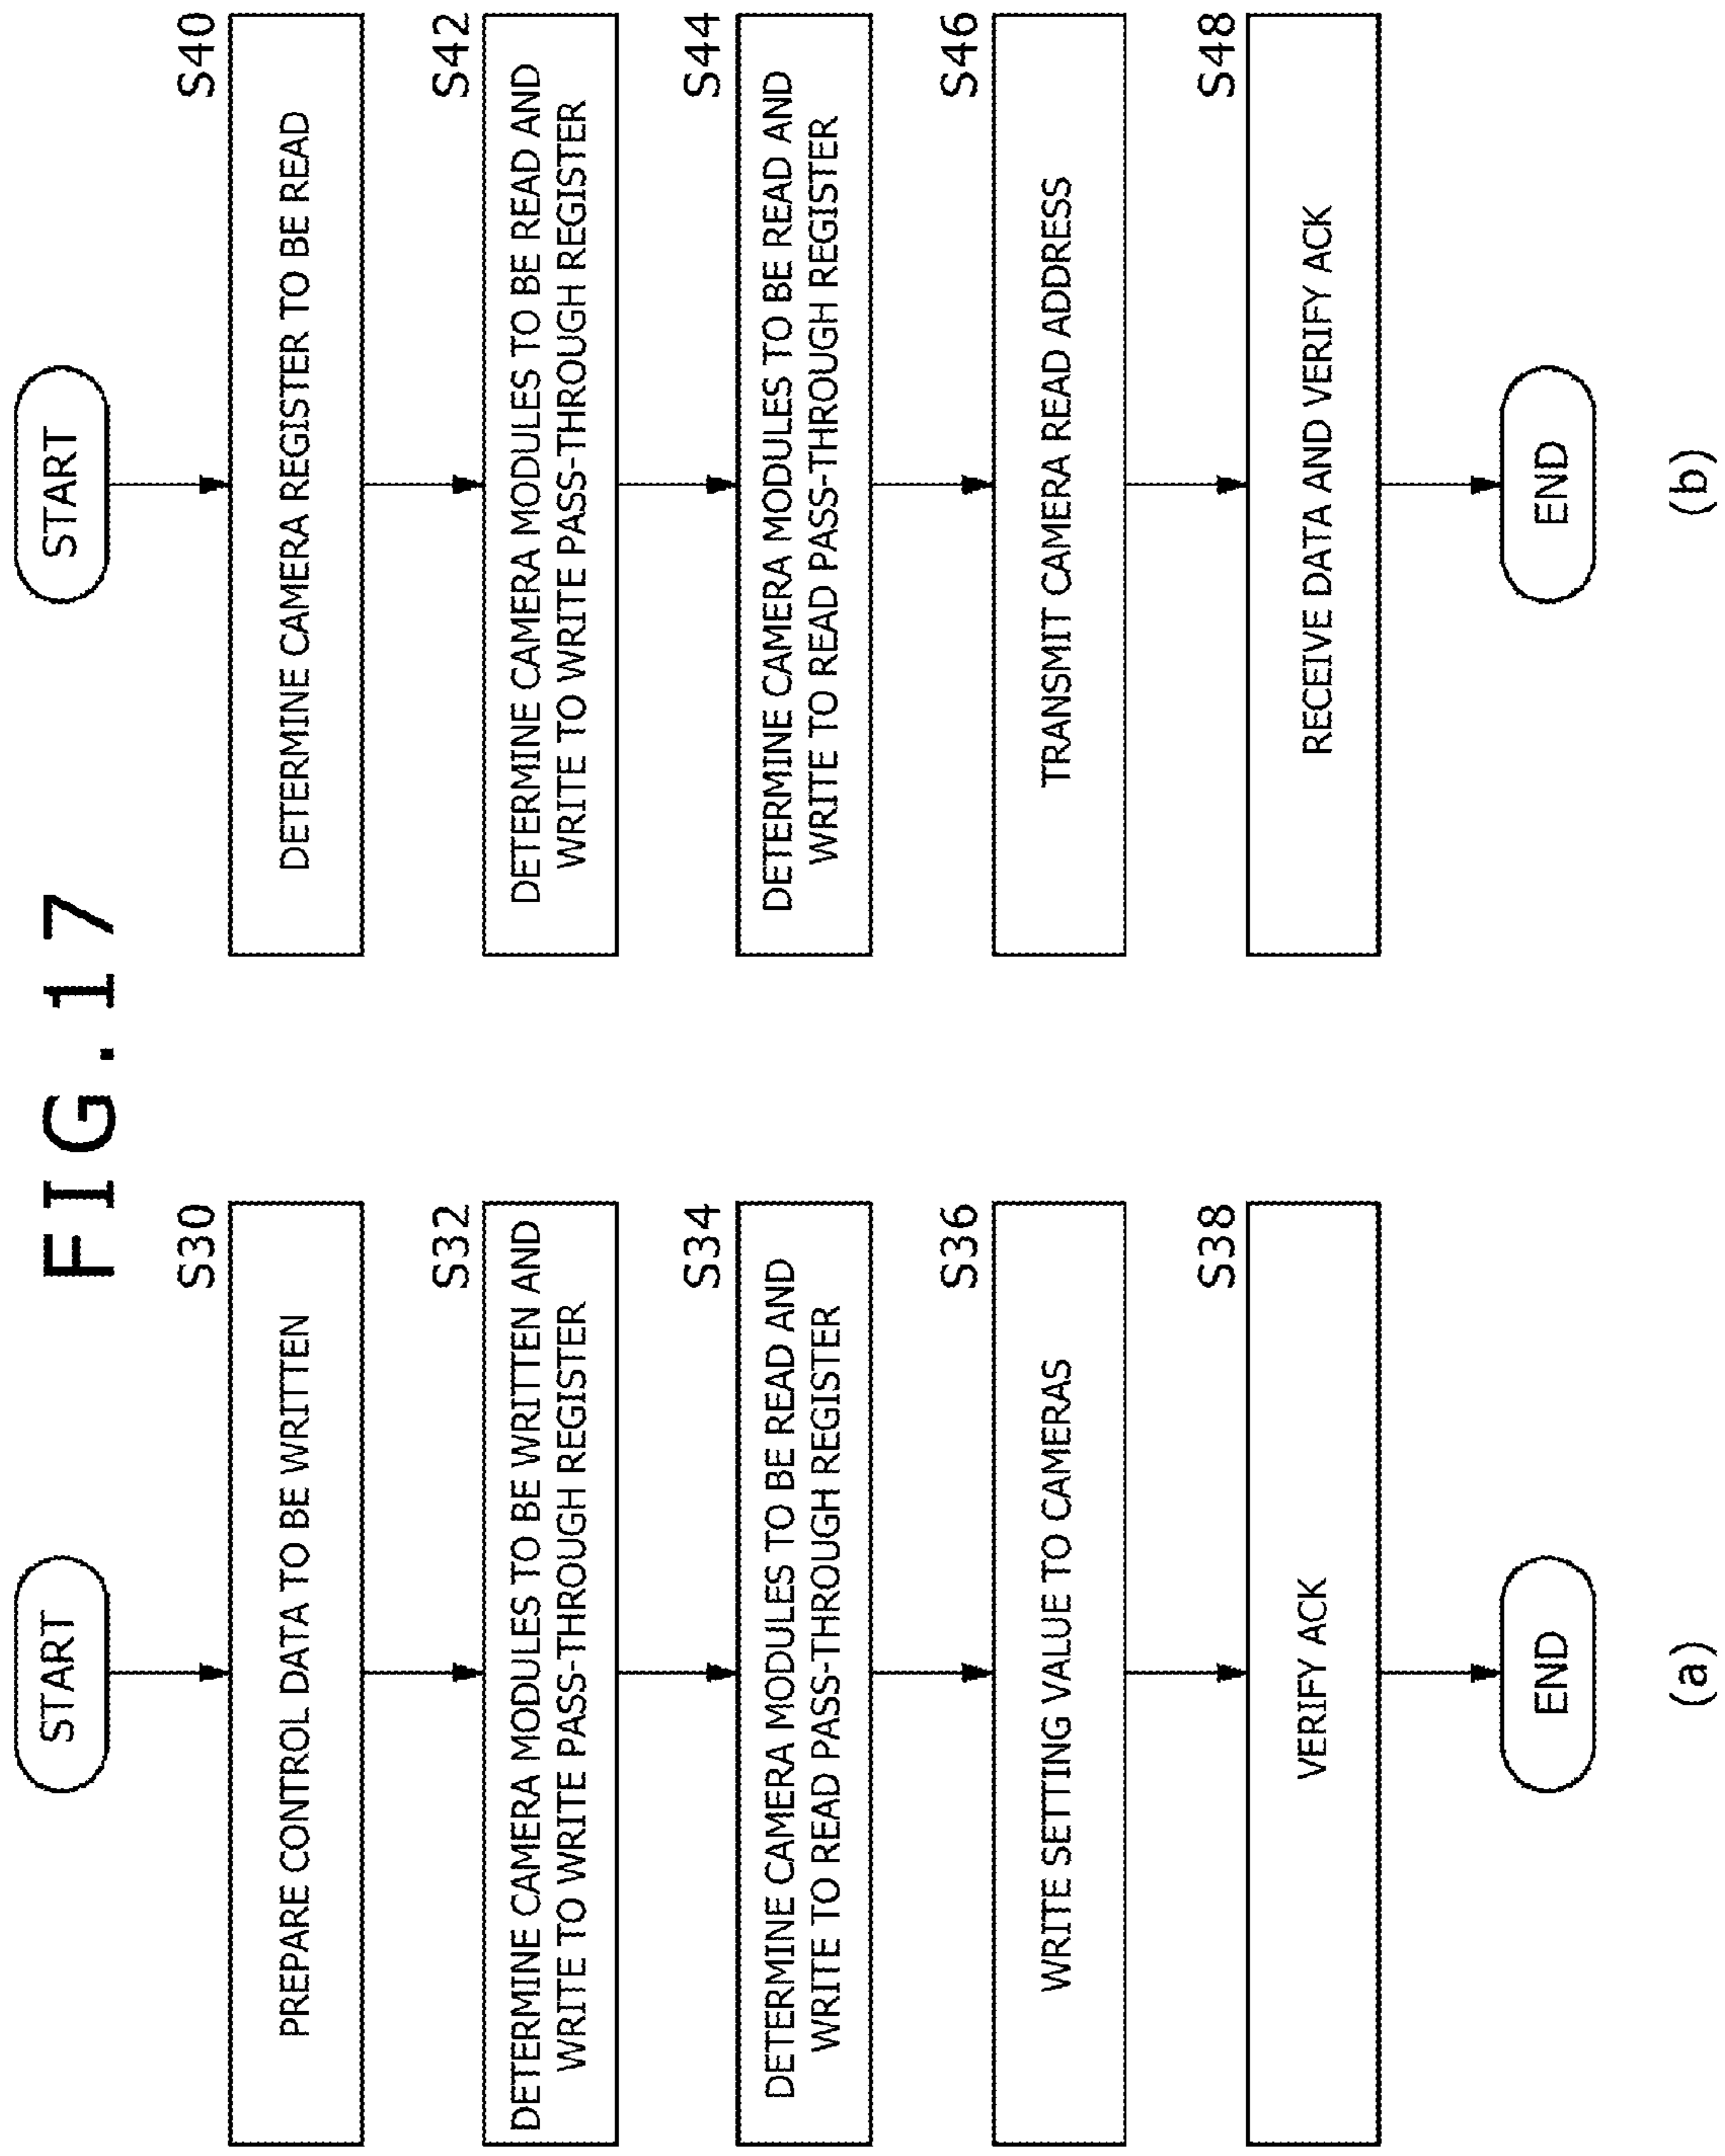 FIG.17
START
S30
PREPARE CONTROL DATA TO BE WRITTEN
S32
DETERMINE CAMERA MODULES TO BE WRITTEN AND
WRITE TO WRITE PASS-THROUGH REGISTER
S34
DETERMINE CAMERA MODULES TO BE READ AND
WRITE TO READ PASS-THROUGH REGISTER
S36
WRITE SETTING VALUE TO CAMERAS
S38
VERIFY ACK
END
(a)
START
S40
DETERMINE CAMERA REGISTER TO BE READ
S42
DETERMINE CAMERA MODULES TO BE READ AND
WRITE TO WRITE PASS-THROUGH REGISTER
S44
DETERMINE CAMERA MODULES TO BE READ AND
WRITE TO READ PASS-THROUGH REGISTER
S46
TRANSMIT CAMERA READ ADDRESS
S48
RECEIVE DATA AND VERIFY ACK
END
(b)